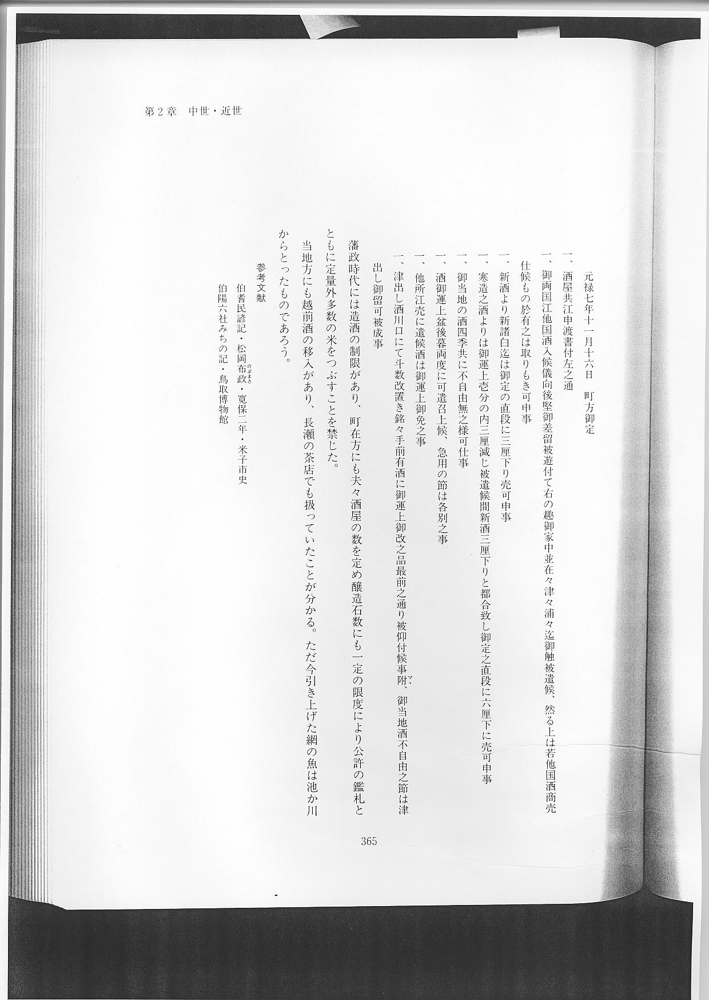 第２章　中世・近世
元禄七年十一月十六日　町方御定
一、酒屋共江申渡書付左之通
一、御両国江他国酒入候儀向後堅御差留被遊付て右の趣御家中並在々津々浦々迄御触被遣候、然る上は若他国酒商売
仕候もの於有之は取りもき可申事
一、新酒より新諸白迄は御定の直段に三厘下り売可申事
一、寒造之酒よりは御運上壱分の内三厘減じ被遣候間新酒三厘下りと都合致し御定之直段に六厘下に売可申事
一、御当地の酒四季共に不自由無之様可仕事
一、酒御運上盆後暮両度に可遣召上候、急用の節は各別之事
一、他所江売に遣候酒は御運上御免之事
一、津出し酒川口にて斗数改置き銘々手前有酒に御運上御改之品最前之通り被仰付候事附、御当地酒不自由之節は津
出し御留可被成事
藩政時代には造酒の制限があり、町在方にも夫々酒屋の数を定め醸造石数にも一定の限度により公許の鑑札と
ともに定量外多数の米をつぶすことを禁じた。
当地方にも越前酒の移入があり、長瀬の茶店でも扱っていたことが分かる。ただ今引き上げた網の魚は池か川
からとったものであろう。
参考文献
伯耆民諺記・松岡布政・寛保二年・米子市史
のぶまさ
伯陽六社みちの記・鳥取博物館
365